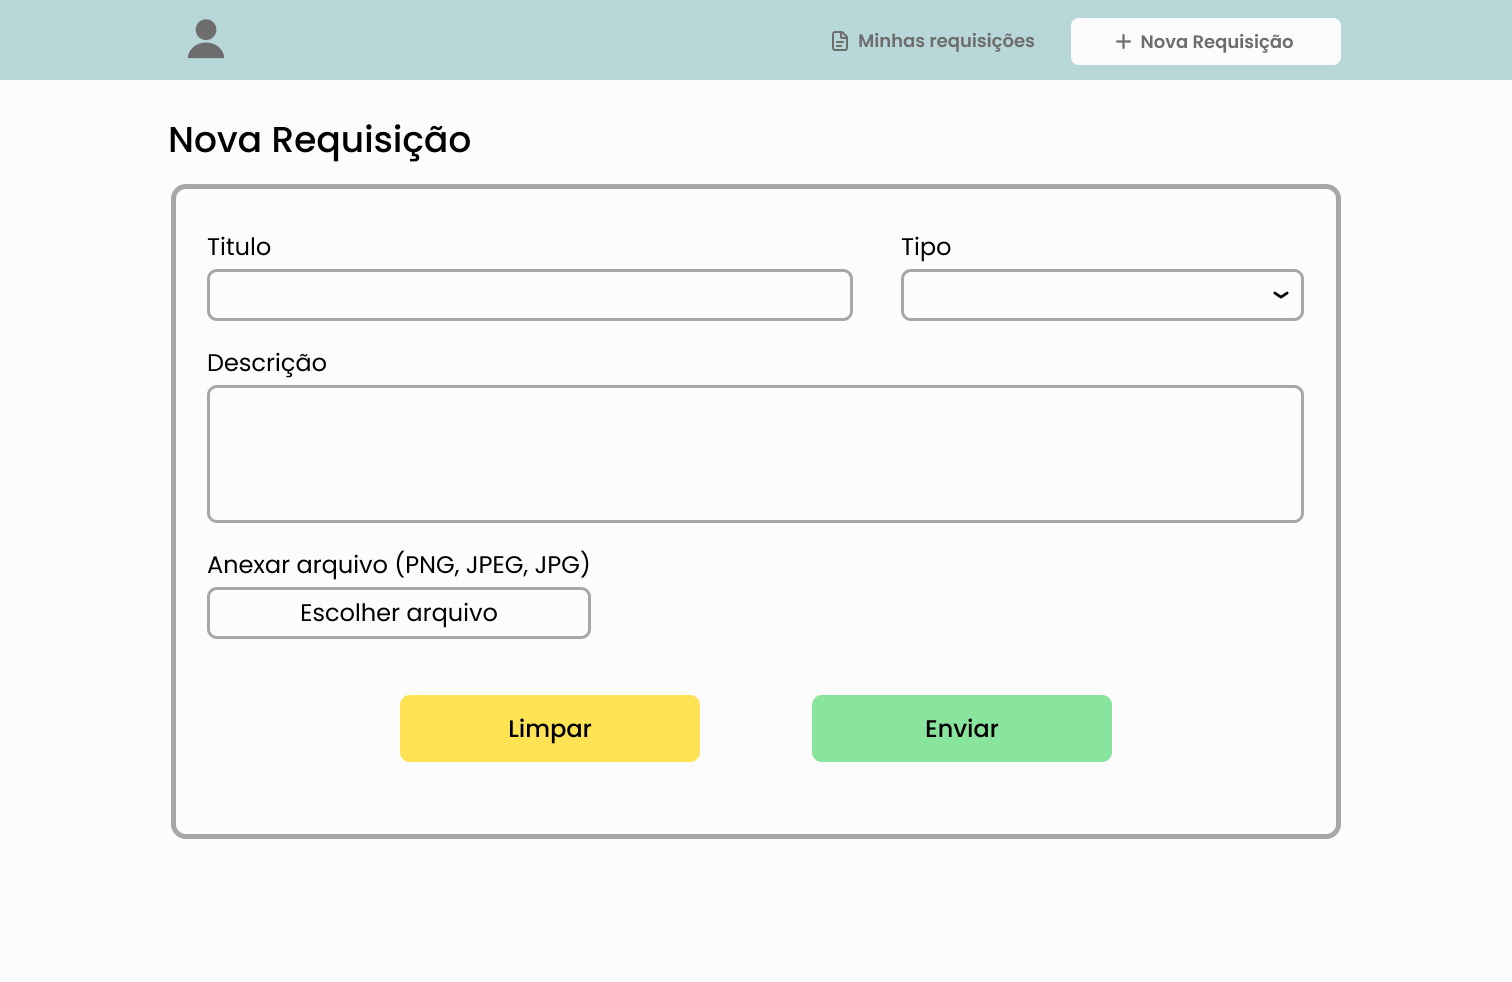 Minhas requisições
Nova Requisição
Nova Requisição
Titulo
Tipo
Descrição
Anexar arquivo (PNG, JPEG, JPG)
Escolher arquivo
Limpar
Enviar